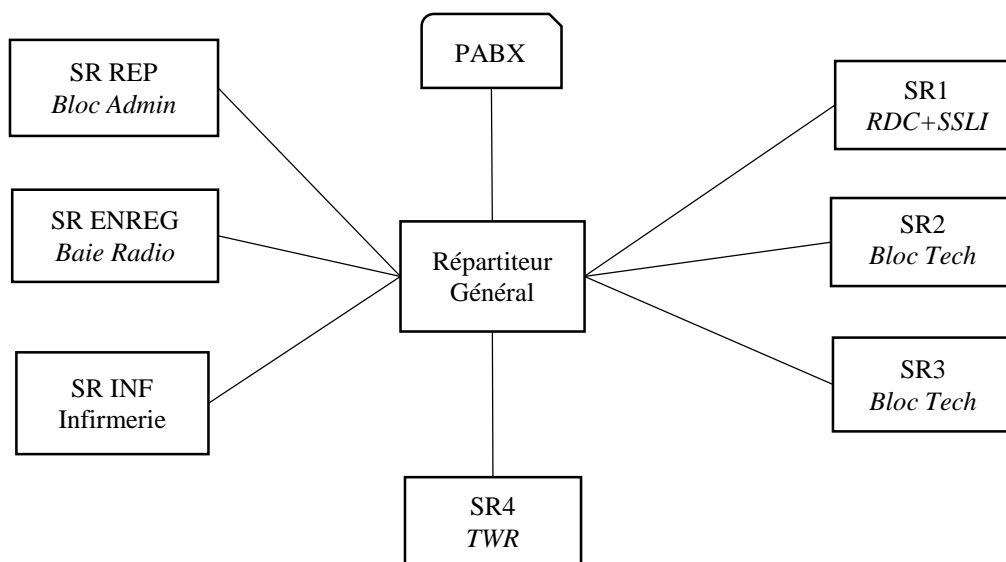 PABX
SR REP
Bloc Admin
SR1
RDC+SSLI
SR ENREG
Baie Radio
SR2
Bloc Tech
Répartiteur
Général
SR INF
Infirmerie
SR3
Bloc Tech
SR4
TWR